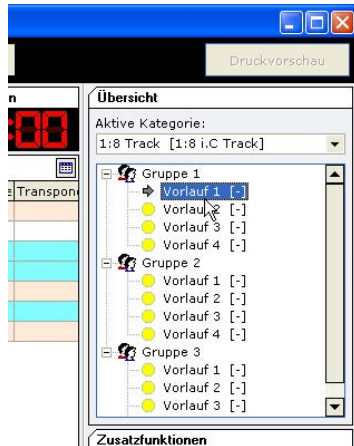 Druckvorschau
n
Übersicht
:00
Aktive Kategorie:
1:8 Track [1:8 i.C Track]
Transpon
Gruppe 1
Vorlauf 1 [-]
Vorlauf 2 [-]
Vorlauf 3 [-]
Vorlauf 4 [-]
Gruppe 2
Vorlauf 1 [-]
Vorlauf 2 [-]
Vorlauf 3 [-]
Vorlauf 4 [-]
Gruppe 3
Vorlauf 1 [-]
Vorlauf 2 [-]
Vorlauf 3 [-]
Zusatzfunktionen